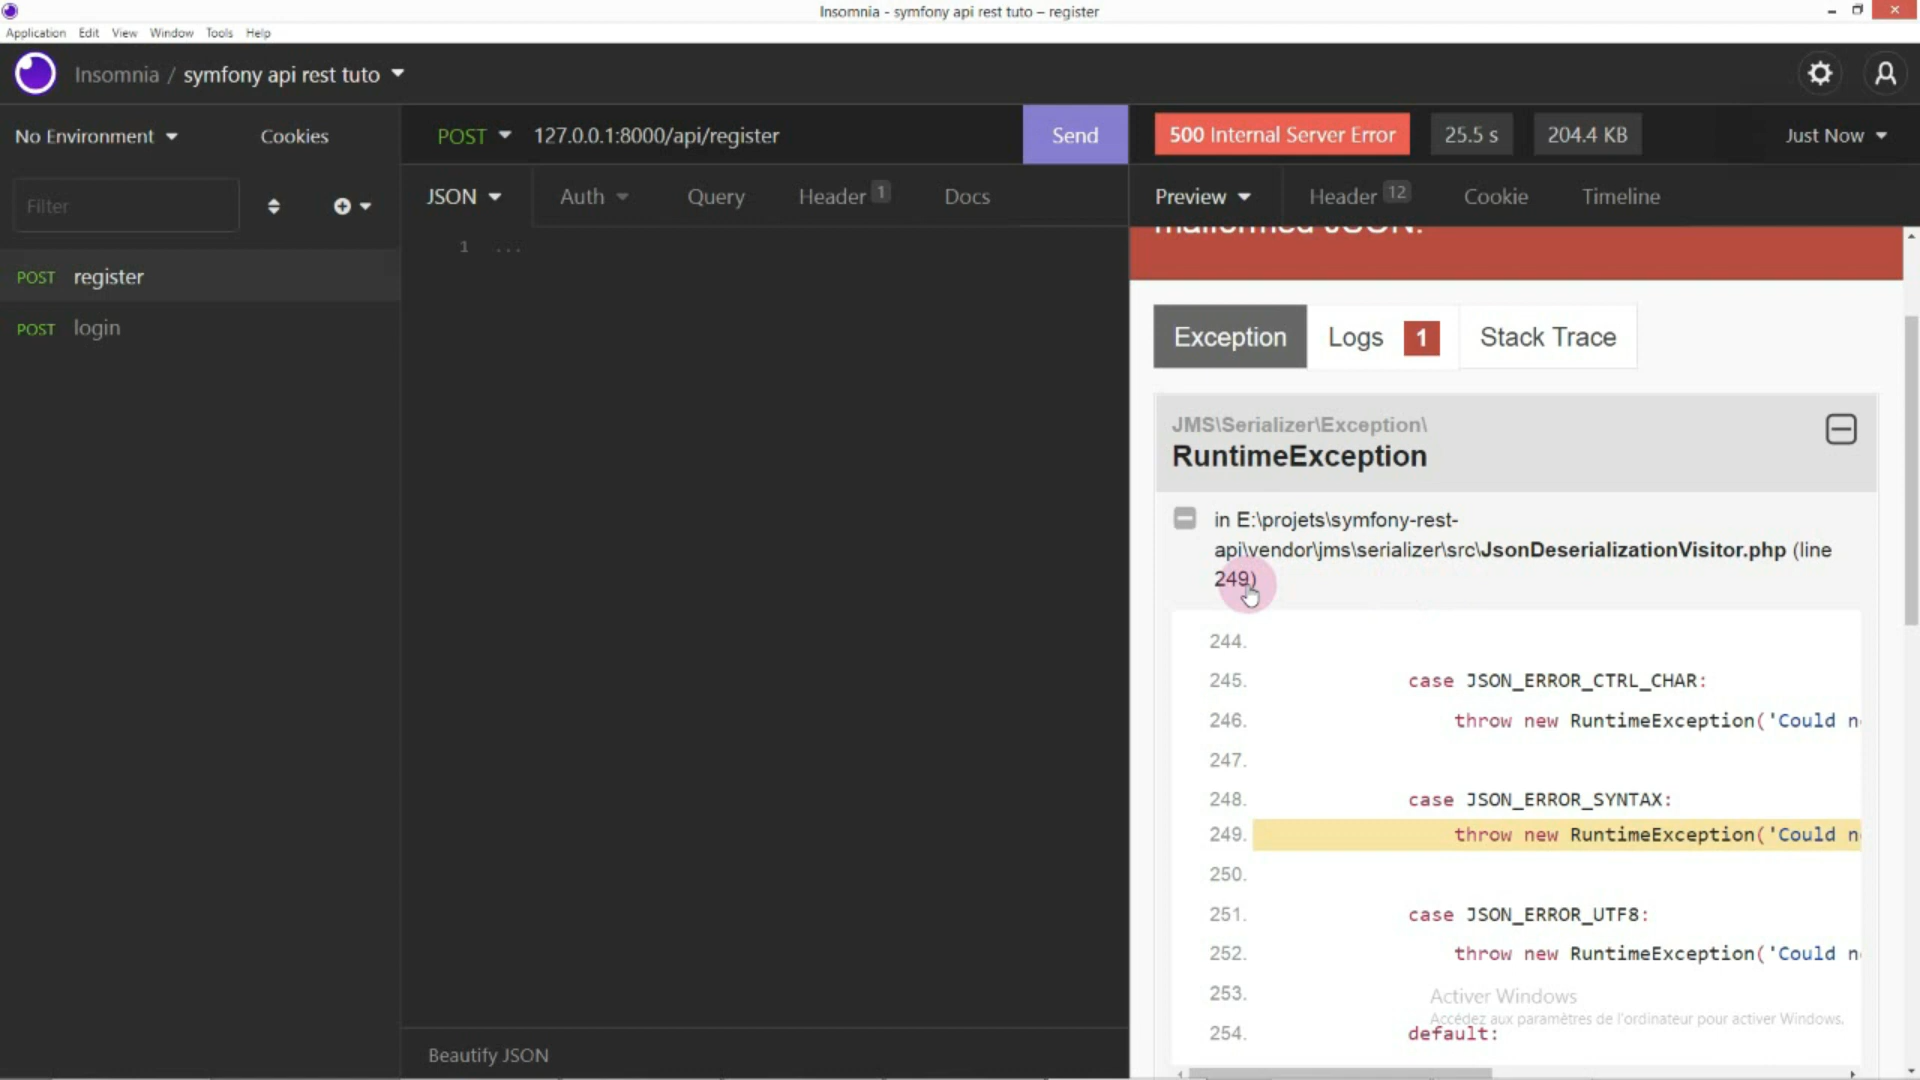 Insomnia - symfony api rest tuto – register
Application Edit View Window Tools Help
Insomnia / symfony api rest tuto
No Environment Cookies
POST 127.0.0.1:8000/api/register Send
500 Internal Server Error 25.5 s 204.4 KB Just Now
Filter
JSON Auth Query Header 1 Docs
Preview Header 12 Cookie Timeline
POST register
POST login
1 ...
malformed JSON.
Exception Logs 1 Stack Trace
JMS\Serializer\Exception\
RuntimeException
in E:\projets\symfony-rest-
api\vendor\jms\serializer\src\JsonDeserializationVisitor.php (line
249)
244.
245. case JSON_ERROR_CTRL_CHAR:
246. throw new RuntimeException('Could n
247.
248. case JSON_ERROR_SYNTAX:
249. throw new RuntimeException('Could n
250.
251. case JSON_ERROR_UTF8:
252. throw new RuntimeException('Could n
253.
254. default:
Activer Windows
Accédez aux paramètres de l'ordinateur pour activer Windows.
Beautify JSON